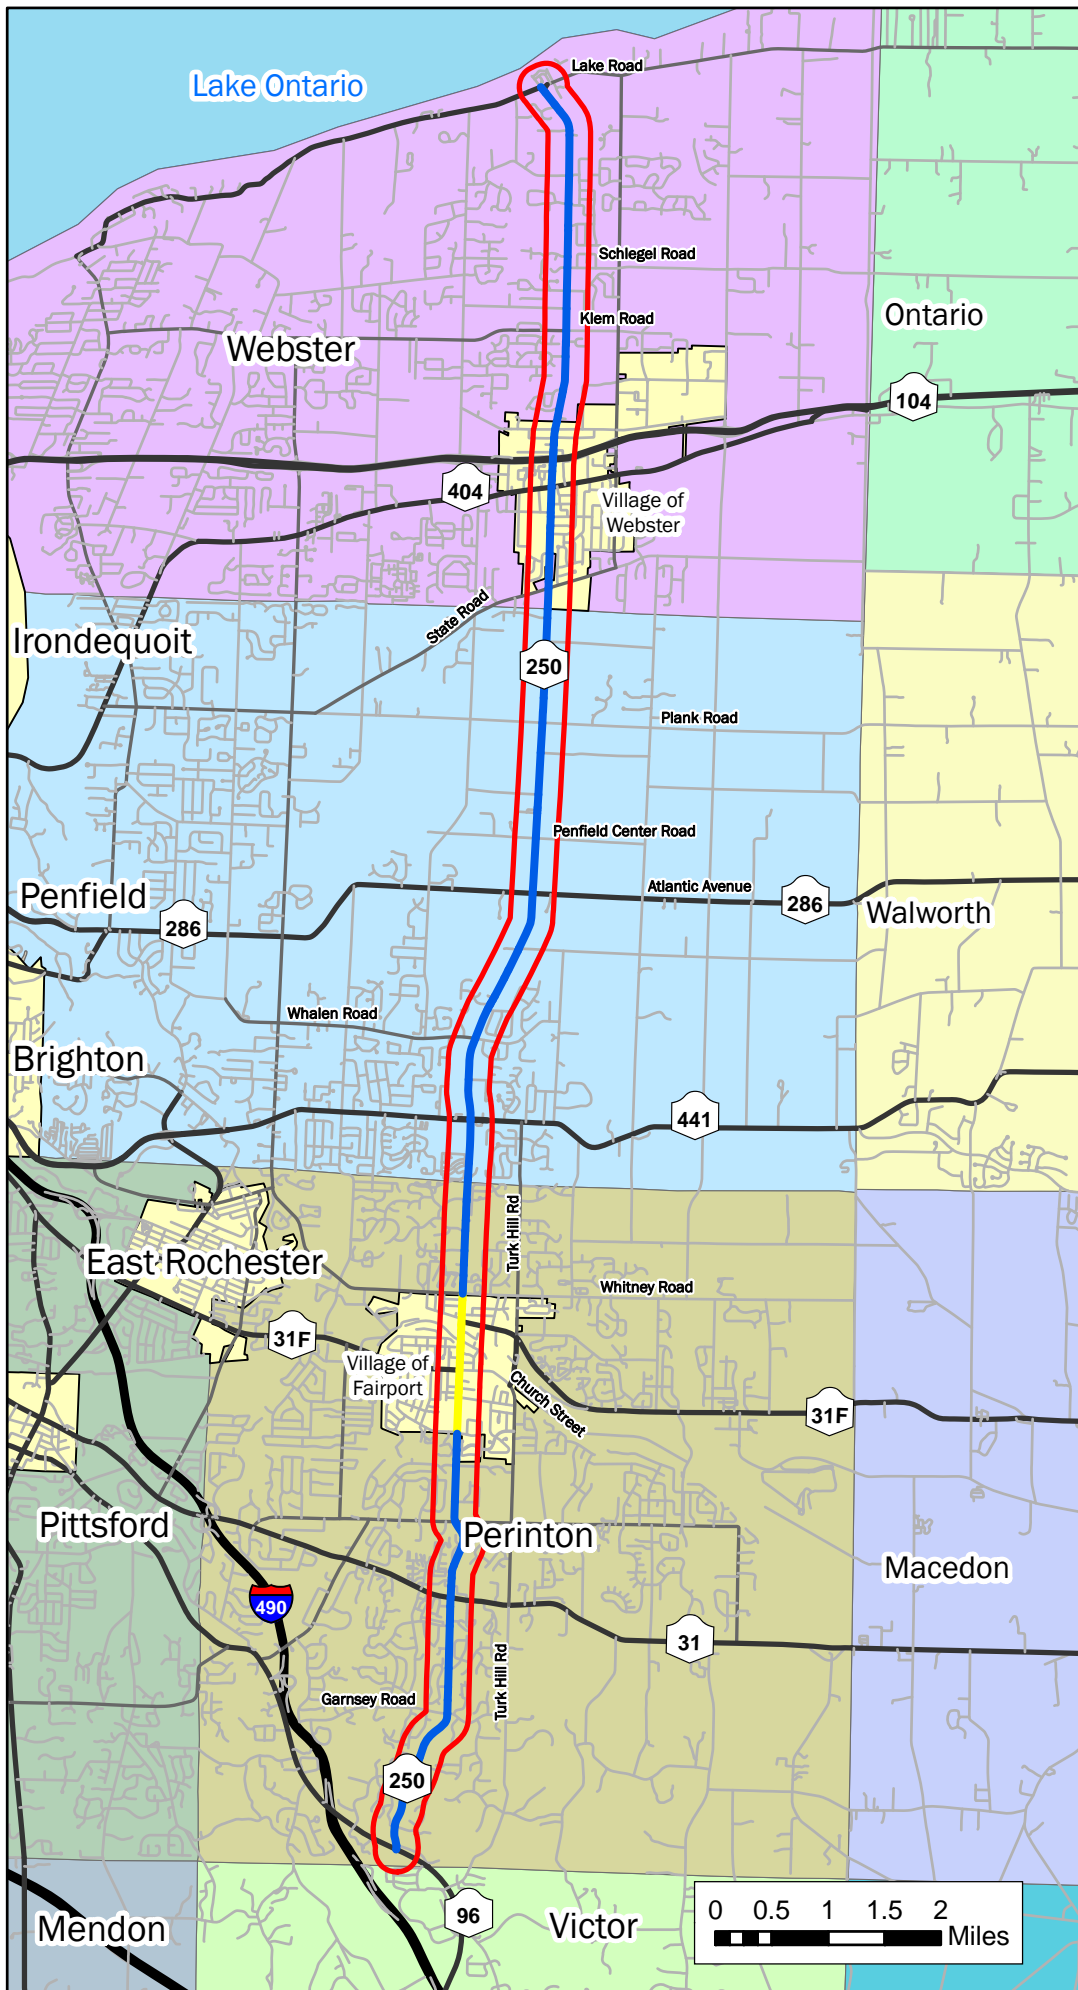 Lake Road
Lake Ontario
Schlegel Road
Ontario
Klem Road
Webster
104
404
Village of
Webster
State Road
Irondequoit
250
Plank Road
Penfield Center Road
Atlantic Avenue
Penfield
286
286
Walworth
Whalen Road
Brighton
441
Turk Hill Rd
East Rochester
Whitney Road
31F
Village of
Fairport
Church Street
31F
Pittsford
Perinton
Macedon
490
31
Turk Hill Rd
Garnsey Road
250
96
Mendon
Victor
0 0.5 1 1.5 2
Miles